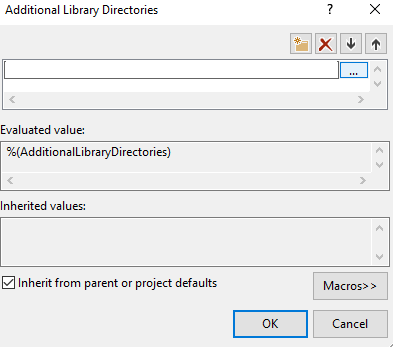 Additional Library Directories
...
Evaluated value:
%(AdditionalLibraryDirectories)
Inherited values:
Inherit from parent or project defaults
Macros>>
OK
Cancel